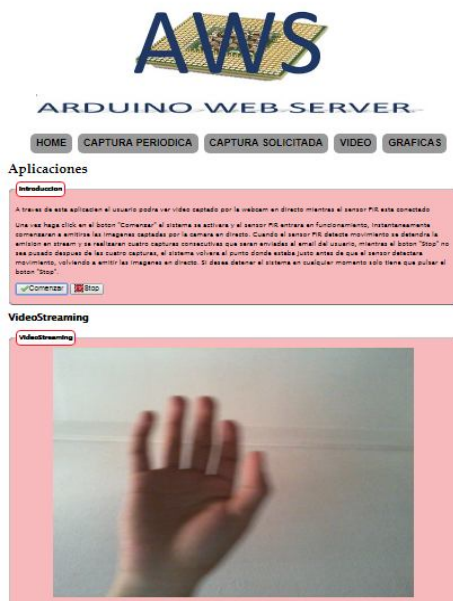 AWS
ARDUINO WEB SERVER
HOME CAPTURA PERIODICA CAPTURA SOLICITADA VIDEO GRAFICAS
Aplicaciones
Introduccion
A traves de esta aplicacion el usuario podra ver video captado por la webcam en directo mientras el sensor PIR esta conectado
Una vez haga click en el boton "Comenzar" el sistema se activara y el sensor PIR entrara en funcionamiento, instantaneamente
comenzaran a emitirse las imagenes captadas por la camara en directo. Cuando el sensor PIR detecte movimiento se detendra la
emision en stream y se realizaran cuatro capturas consecutivas que seran enviadas al email del usuario, mientras el boton "Stop" no
sea pusado despues de las cuatro capturas, el sistema volvera al punto donde estaba justo antes de que el sensor detectara
movimiento, volviendo a emitir las imagenes en directo. Si desea detener el sistema en cualquier momento solo tiene que pulsar el
boton "Stop".
Comenzar Stop
VideoStreaming
VideoStreaming